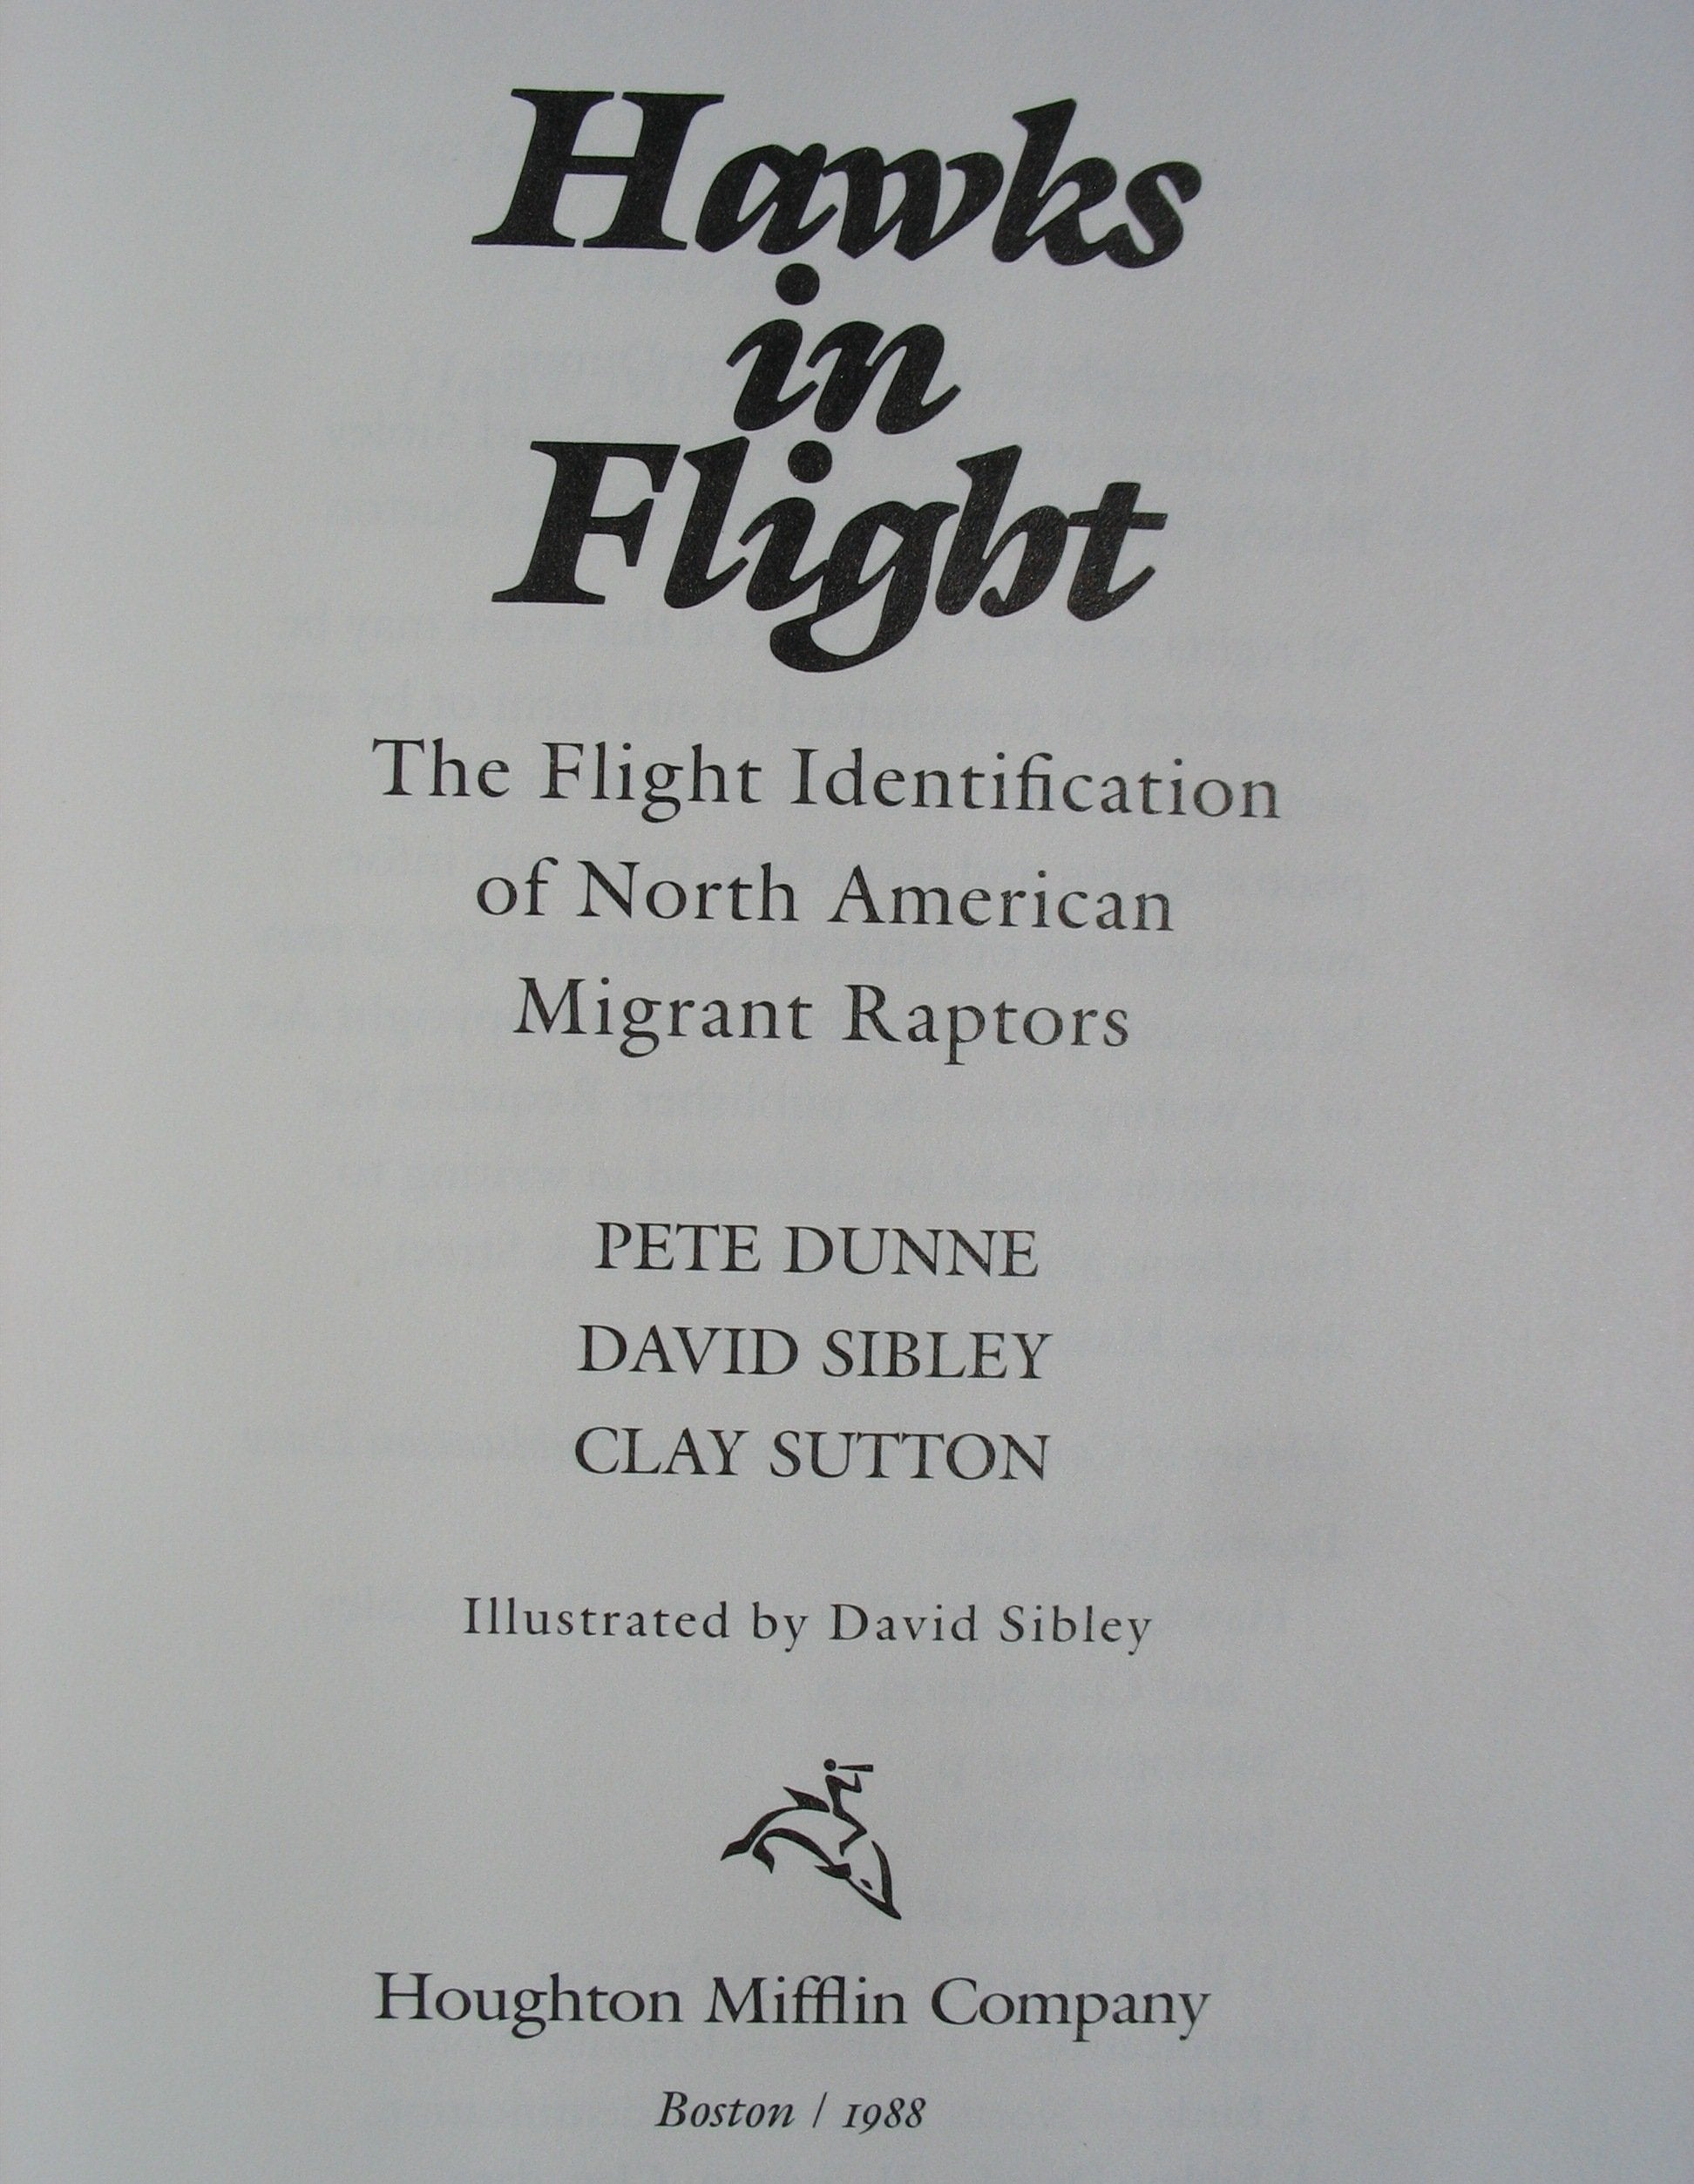 Hawks
in
Flight
The Flight Identification
of North American
Migrant Raptors
PETE DUNNE
DAVID SIBLEY
CLAY SUTTON
Illustrated by David Sibley
Houghton Mifflin Company
Boston / 1988